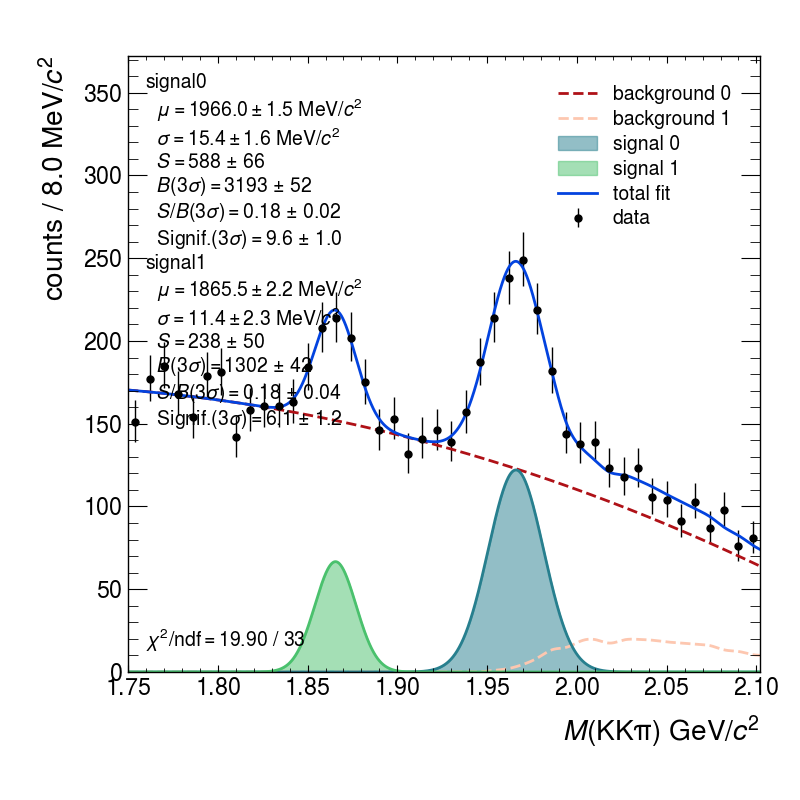 counts / 8.0 MeV/c²
350
300
250
200
150
100
50
0
signal0
μ = 1966.0 ± 1.5 MeV/c²
σ = 15.4 ± 1.6 MeV/c²
S = 588 ± 66
B(3σ) = 3193 ± 52
S/B(3σ) = 0.18 ± 0.02
Signif.(3σ) = 9.6 ± 1.0
signal1
μ = 1865.5 ± 2.2 MeV/c²
σ = 11.4 ± 2.3 MeV/c²
S = 238 ± 50
B(3σ) = 1302 ± 42
S/B(3σ) = 0.18 ± 0.04
Signif.(3σ) = 6.1 ± 1.2
background 0
background 1
signal 0
signal 1
total fit
data
χ²/ndf = 19.90 / 33
1.75 1.80 1.85 1.90 1.95 2.00 2.05 2.10
M(KKπ) GeV/c²